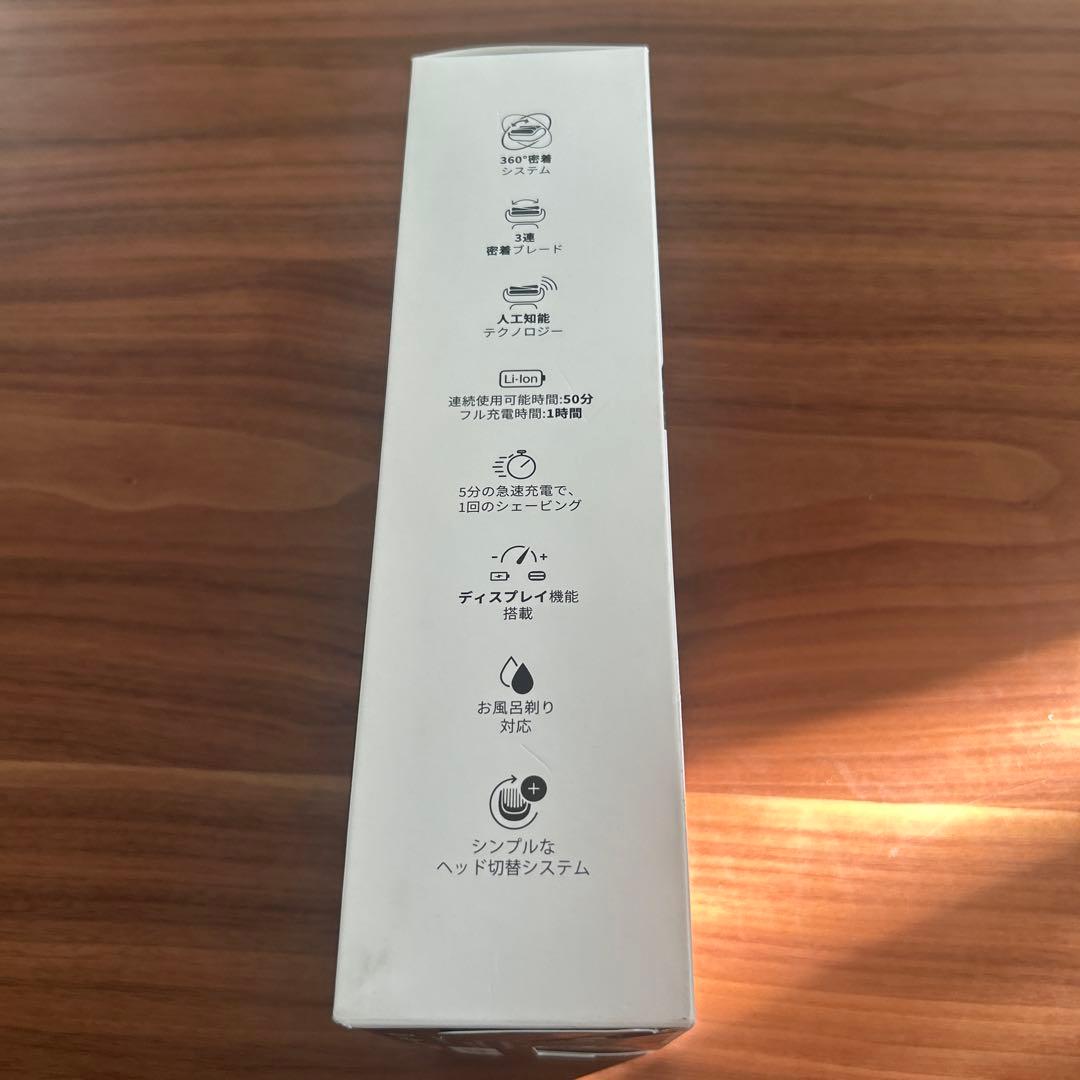 360°密着
システム
3連
密着ブレード
人工知能
テクノロジー
Li-Ion
連続使用可能時間:50分
フル充電時間:1時間
5分の急速充電で、
1回のシェービング
- +
ディスプレイ機能
搭載
お風呂剃り
対応
+
シンプルな
ヘッド切替システム